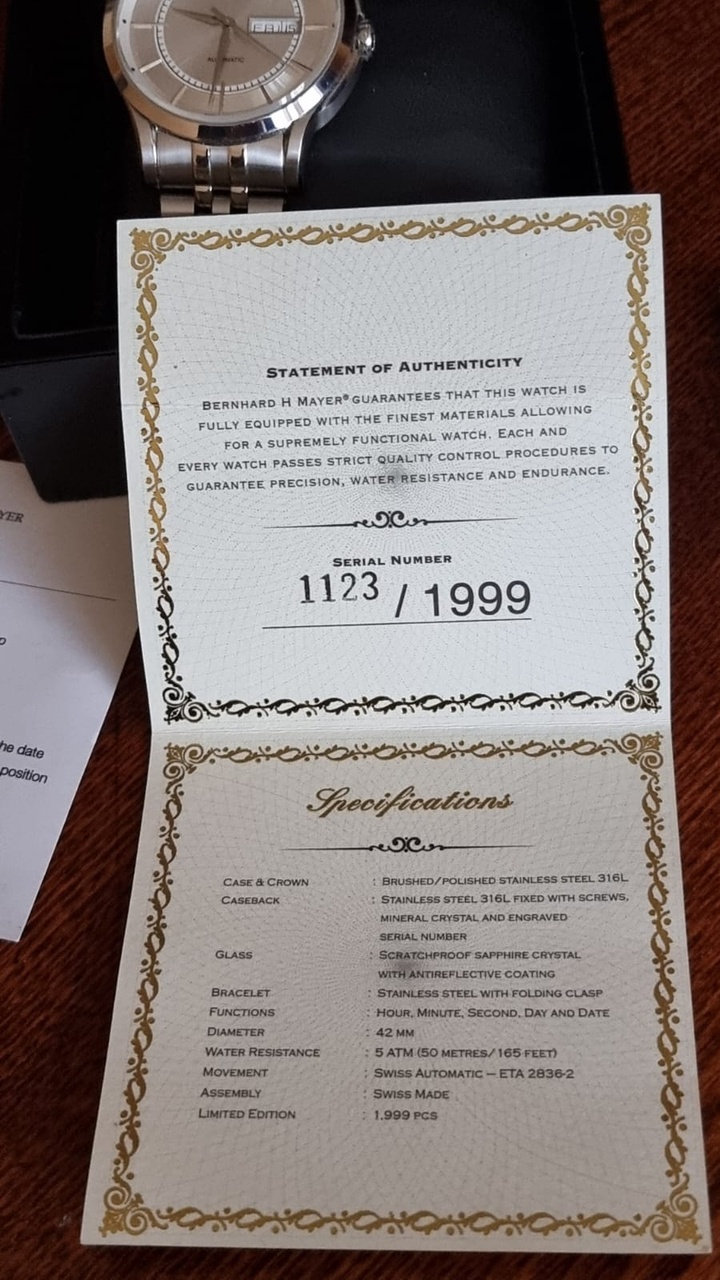 STATEMENT OF AUTHENTICITY
BERNHARD H MAYER® GUARANTEES THAT THIS WATCH IS
FULLY EQUIPPED WITH THE FINEST MATERIALS ALLOWING
FOR A SUPREMELY FUNCTIONAL WATCH. EACH AND
EVERY WATCH PASSES STRICT QUALITY CONTROL PROCEDURES TO
GUARANTEE PRECISION, WATER RESISTANCE AND ENDURANCE.
SERIAL NUMBER
1123 / 1999
he date
position
Specifications
CASE & CROWN : BRUSHED/POLISHED STAINLESS STEEL 316L
CASEBACK : STAINLESS STEEL 316L FIXED WITH SCREWS,
MINERAL CRYSTAL AND ENGRAVED
SERIAL NUMBER
GLASS : SCRATCHPROOF SAPPHIRE CRYSTAL
WITH ANTIREFLECTIVE COATING
BRACELET : STAINLESS STEEL WITH FOLDING CLASP
FUNCTIONS : HOUR, MINUTE, SECOND, DAY AND DATE
DIAMETER : 42 MM
WATER RESISTANCE : 5 ATM (50 METRES/165 FEET)
MOVEMENT : SWISS AUTOMATIC – ETA 2836-2
ASSEMBLY : SWISS MADE
LIMITED EDITION : 1,999 PCS